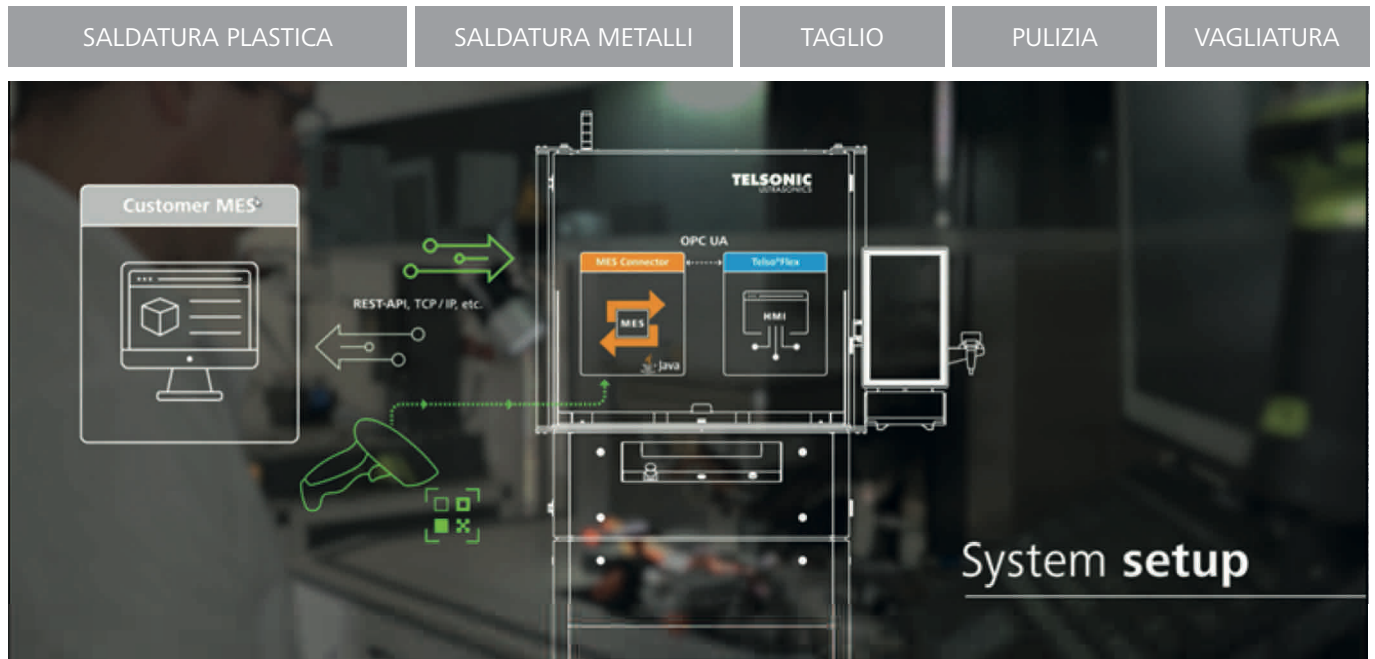 SALDATURA PLASTICA
SALDATURA METALLI
TAGLIO
PULIZIA
VAGLIATURA
TELSONIC
ULTRASONICS
Customer MES
OPC UA
MES Connector
Telso®Flex
REST-API, TCP/IP, etc.
MES
HMI
Java
System setup